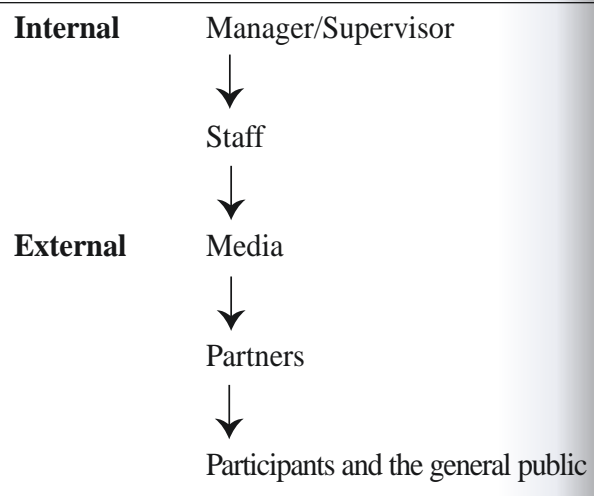 Internal Manager/Supervisor
Staff
External Media
Partners
Participants and the general public